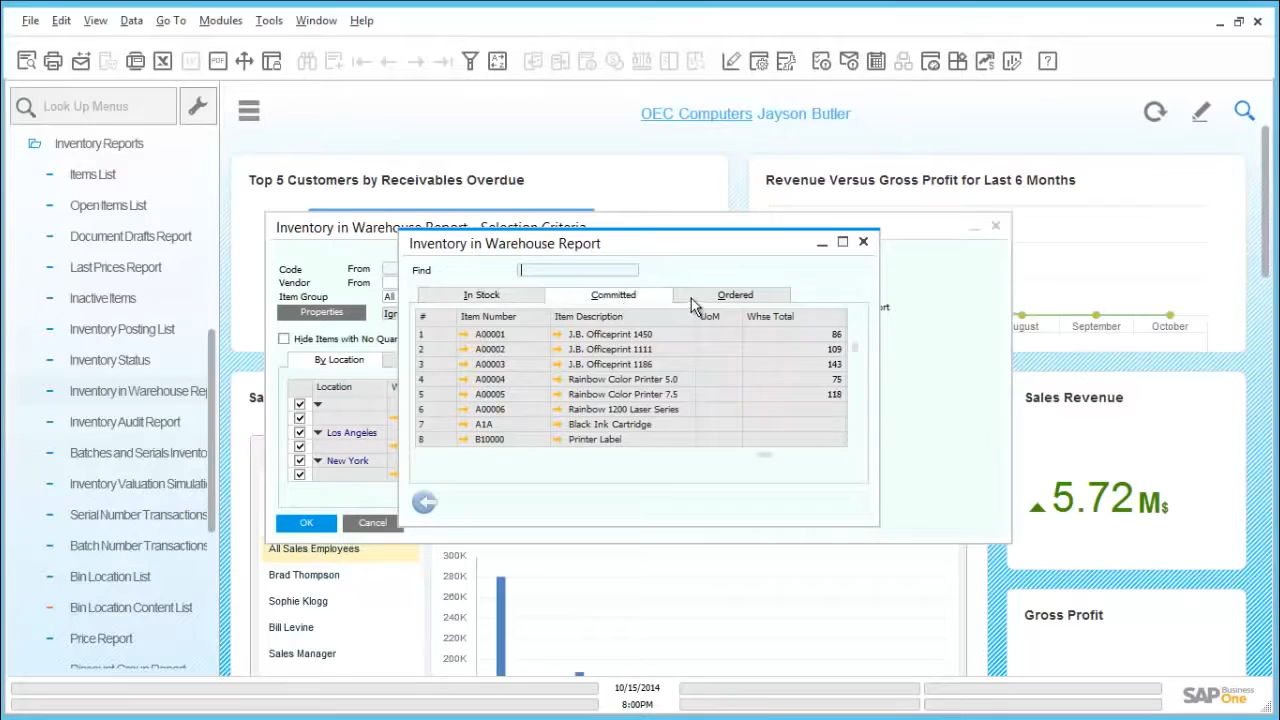 File Edit View Data Go To Modules Tools Window Help
Look Up Menus
OEC Computers Jayson Butler
Inventory Reports
Items List
Open Items List
Document Drafts Report
Last Prices Report
Inactive Items
Inventory Posting List
Inventory Status
Inventory in Warehouse Rep
Inventory Audit Report
Batches and Serials Invento
Inventory Valuation Simulati
Serial Number Transactions
Batch Number Transactions
Bin Location List
Bin Location Content List
Price Report
Discount Group Report
Top 5 Customers by Receivables Overdue
Revenue Versus Gross Profit for Last 6 Months
August September October
Inventory in Warehouse Report - Selection Criteria
Code From
Vendor From
Item Group All
Properties Ign
Hide Items with No Quan
By Location
Location W
Los Angeles
New York
OK Cancel
Inventory in Warehouse Report
Find
In Stock Committed Ordered
# Item Number Item Description UoM Whse Total
1 A00001 J.B. Officeprint 1450 86
2 A00002 J.B. Officeprint 1111 109
3 A00003 J.B. Officeprint 1186 143
4 A00004 Rainbow Color Printer 5.0 75
5 A00005 Rainbow Color Printer 7.5 118
6 A00006 Rainbow 1200 Laser Series
7 A1A Black Ink Cartridge
8 B10000 Printer Label
Sa
All Sales Employees
Brad Thompson
Sophie Klogg
Bill Levine
Sales Manager
300K
280K
260K
240K
220K
200K
Sales Revenue
5.72 M$
Gross Profit
10/15/2014
8:00PM
SAP Business One